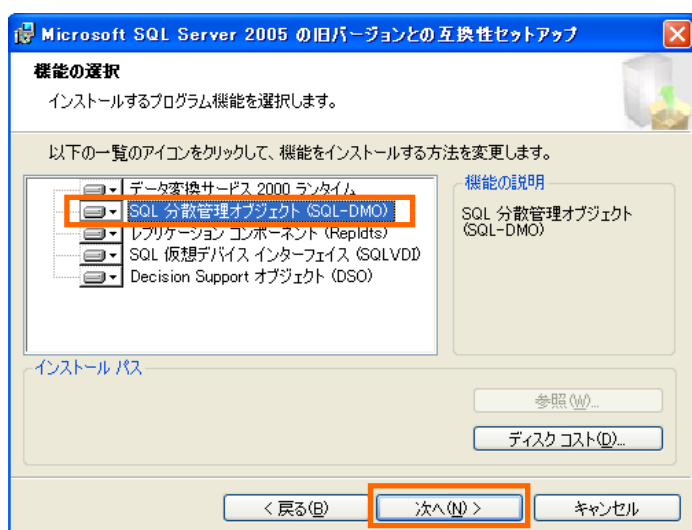 Microsoft SQL Server 2005 の旧バージョンとの互換性セットアップ
機能の選択
インストールするプログラム機能を選択します。
以下の一覧のアイコンをクリックして、機能をインストールする方法を変更します。
データ変換サービス 2000 ランタイム
SQL 分散管理オブジェクト (SQL-DMO)
レプリケーション コンポーネント (Repldts)
SQL 仮想デバイス インターフェイス (SQLVDI)
Decision Support オブジェクト (DSO)
機能の説明
SQL 分散管理オブジェクト
(SQL-DMO)
インストール パス
参照(W)...
ディスク コスト(D)...
< 戻る(B)
次へ(N) >
キャンセル